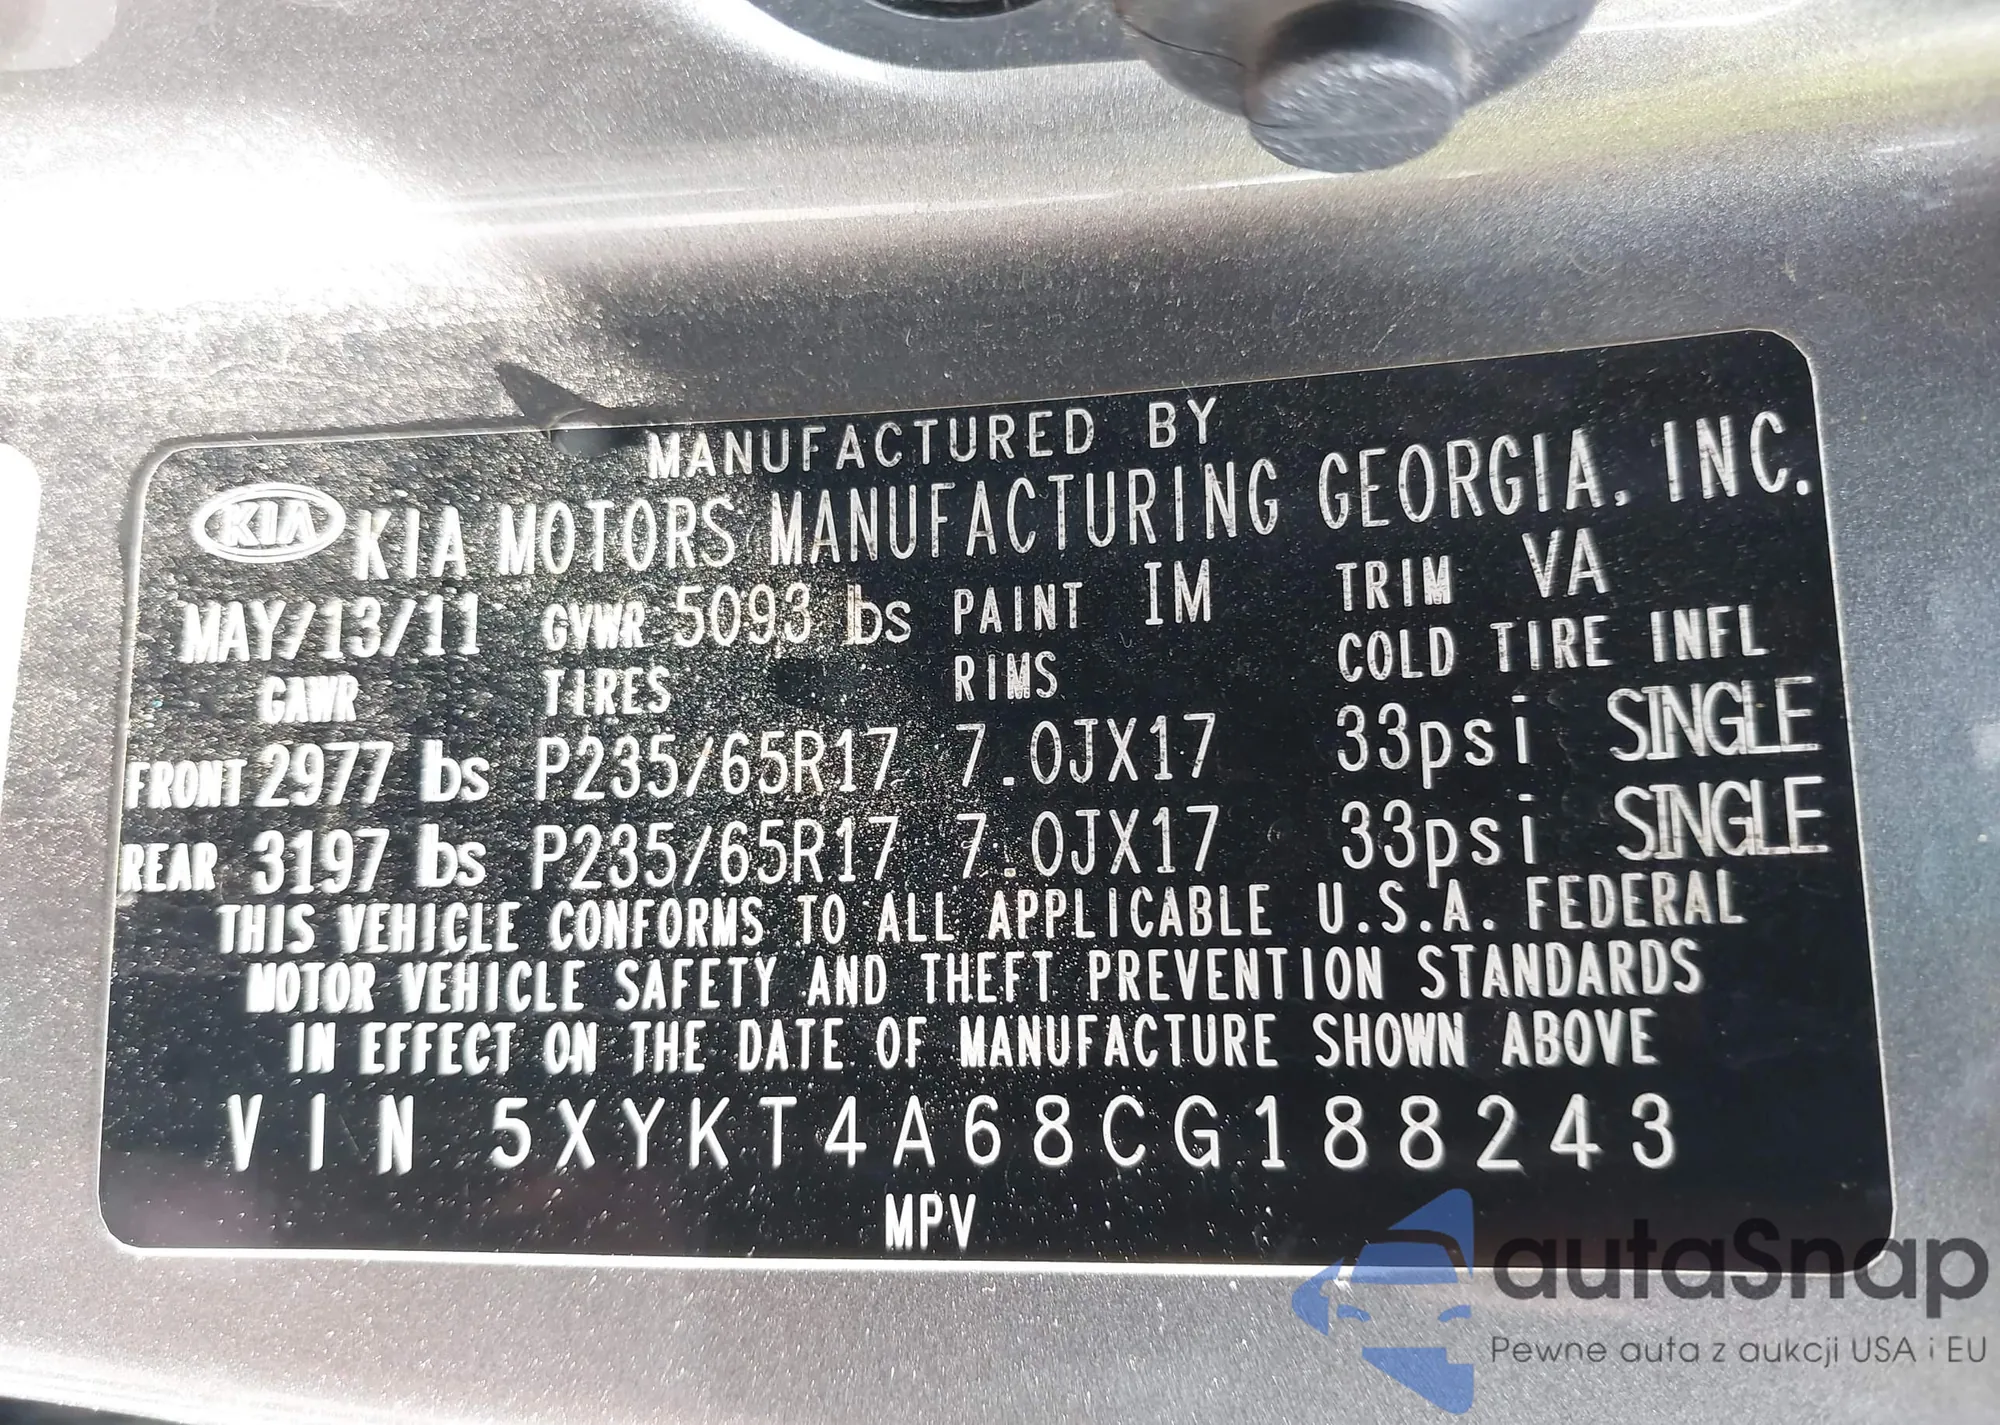 MANUFACTURED BY
KIA KIA MOTORS MANUFACTURING GEORGIA, INC.
MAY/13/11 GVWR 5093 lbs PAINT IM TRIM VA
GAWR TIRES RIMS COLD TIRE INFL
FRONT 2977 lbs P235/65R17 7.0JX17 33psi SINGLE
REAR 3197 lbs P235/65R17 7.0JX17 33psi SINGLE
THIS VEHICLE CONFORMS TO ALL APPLICABLE U.S.A. FEDERAL
MOTOR VEHICLE SAFETY AND THEFT PREVENTION STANDARDS
IN EFFECT ON THE DATE OF MANUFACTURE SHOWN ABOVE
VIN 5XYKT4A68CG188243
MPV
autaSnap
Pewne auta z aukcji USA i EU